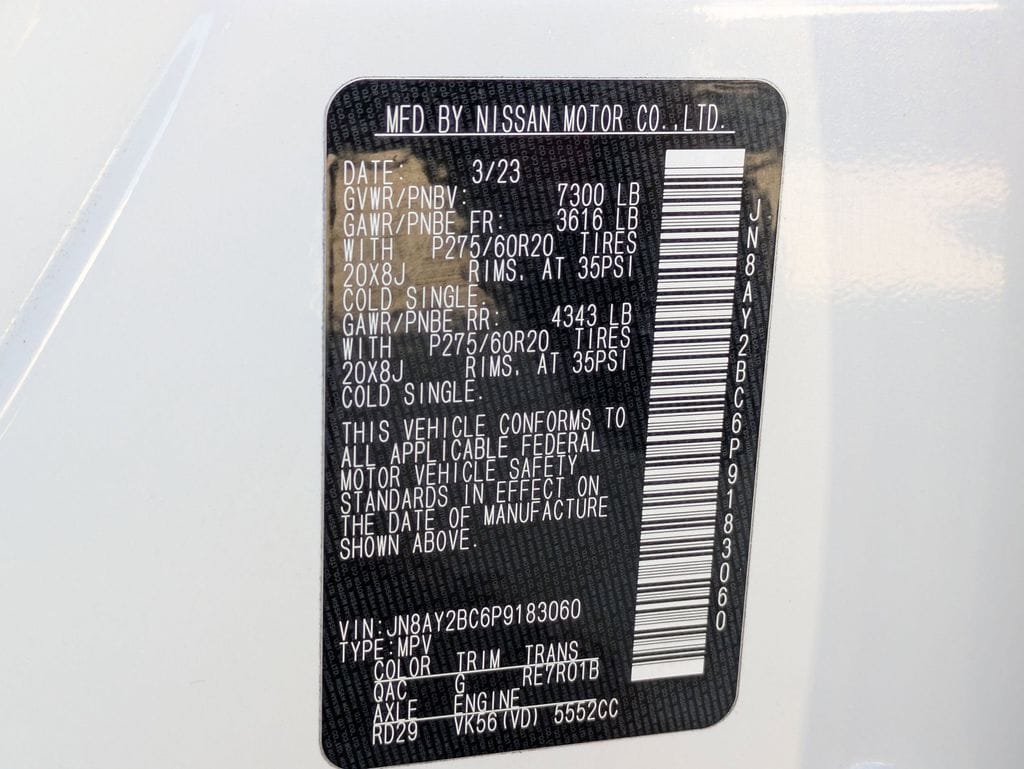 MFD BY NISSAN MOTOR CO.,LTD.
DATE: 3/23
GVWR/PNBV: 7300 LB
GAWR/PNBE FR: 3616 LB
WITH P275/60R20 TIRES
20X8J RIMS. AT 35PSI
COLD SINGLE.
GAWR/PNBE RR: 4343 LB
WITH P275/60R20 TIRES
20X8J RIMS. AT 35PSI
COLD SINGLE.
THIS VEHICLE CONFORMS TO
ALL APPLICABLE FEDERAL
MOTOR VEHICLE SAFETY
STANDARDS IN EFFECT ON
THE DATE OF MANUFACTURE
SHOWN ABOVE.
VIN:JN8AY2BC6P9183060
TYPE:MPV
COLOR TRIM TRANS
QAC G RE7R01B
AXLE ENGINE
RD29 VK56(VD) 5552CC
JN8AY2BC6P9183060